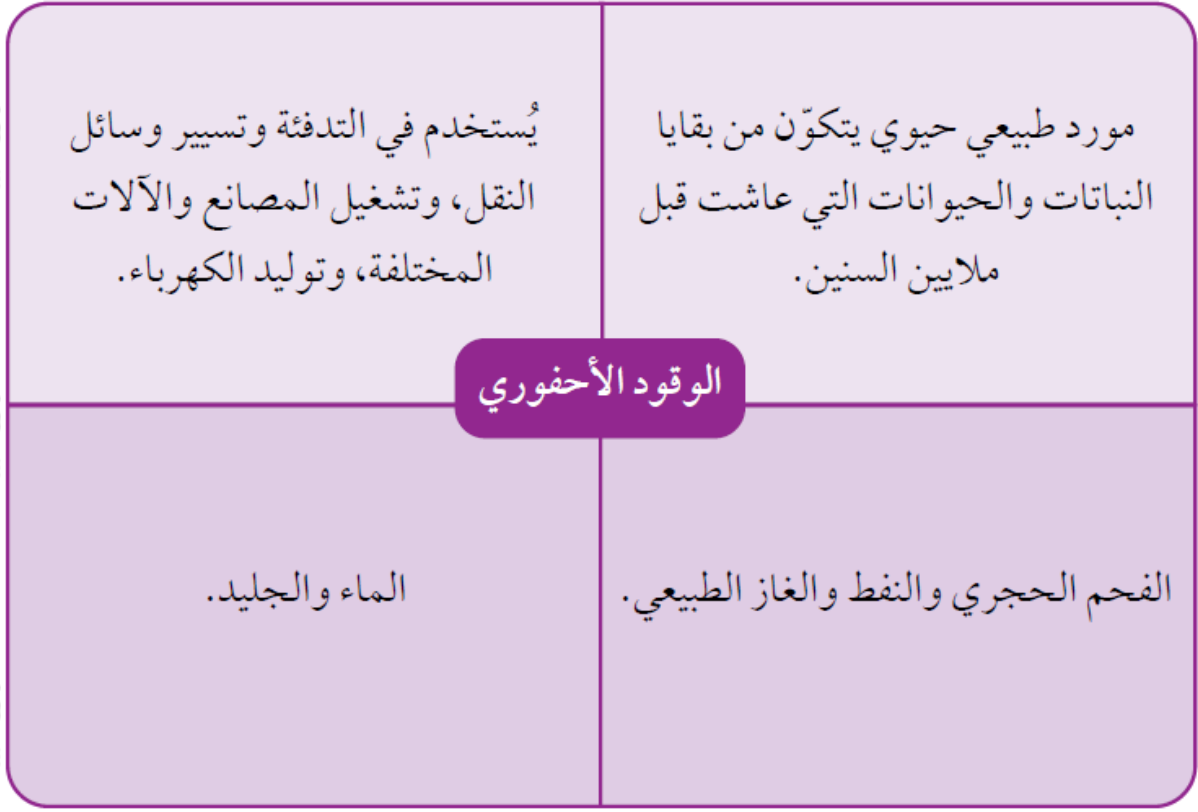 مورد طبيعي حيوي يتكوّن من بقايا
النباتات والحيوانات التي عاشت قبل
ملايين السنين.
يُستخدم في التدفئة وتسيير وسائل
النقل، وتشغيل المصانع والآلات
المختلفة، وتوليد الكهرباء.
الوقود الأحفوري
الفحم الحجري والنفط والغاز الطبيعي.
الماء والجليد.